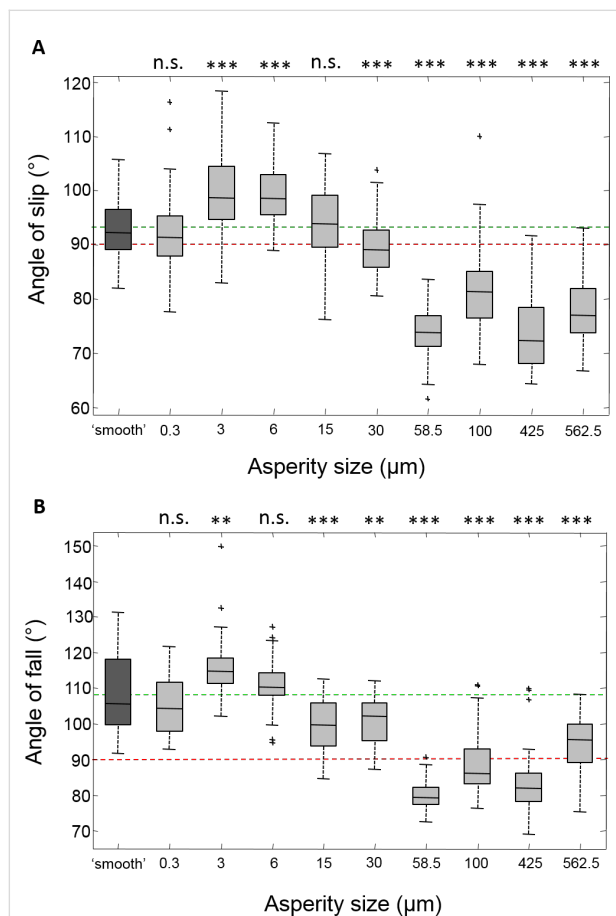 A
n.s. *** *** n.s. *** *** *** *** ***
120
110
100
90
80
70
60
Angle of slip (°)
'smooth' 0.3 3 6 15 30 58.5 100 425 562.5
Asperity size (µm)
B
n.s. ** n.s. *** ** *** *** *** ***
150
140
130
120
110
100
90
80
70
Angle of fall (°)
'smooth' 0.3 3 6 15 30 58.5 100 425 562.5
Asperity size (µm)